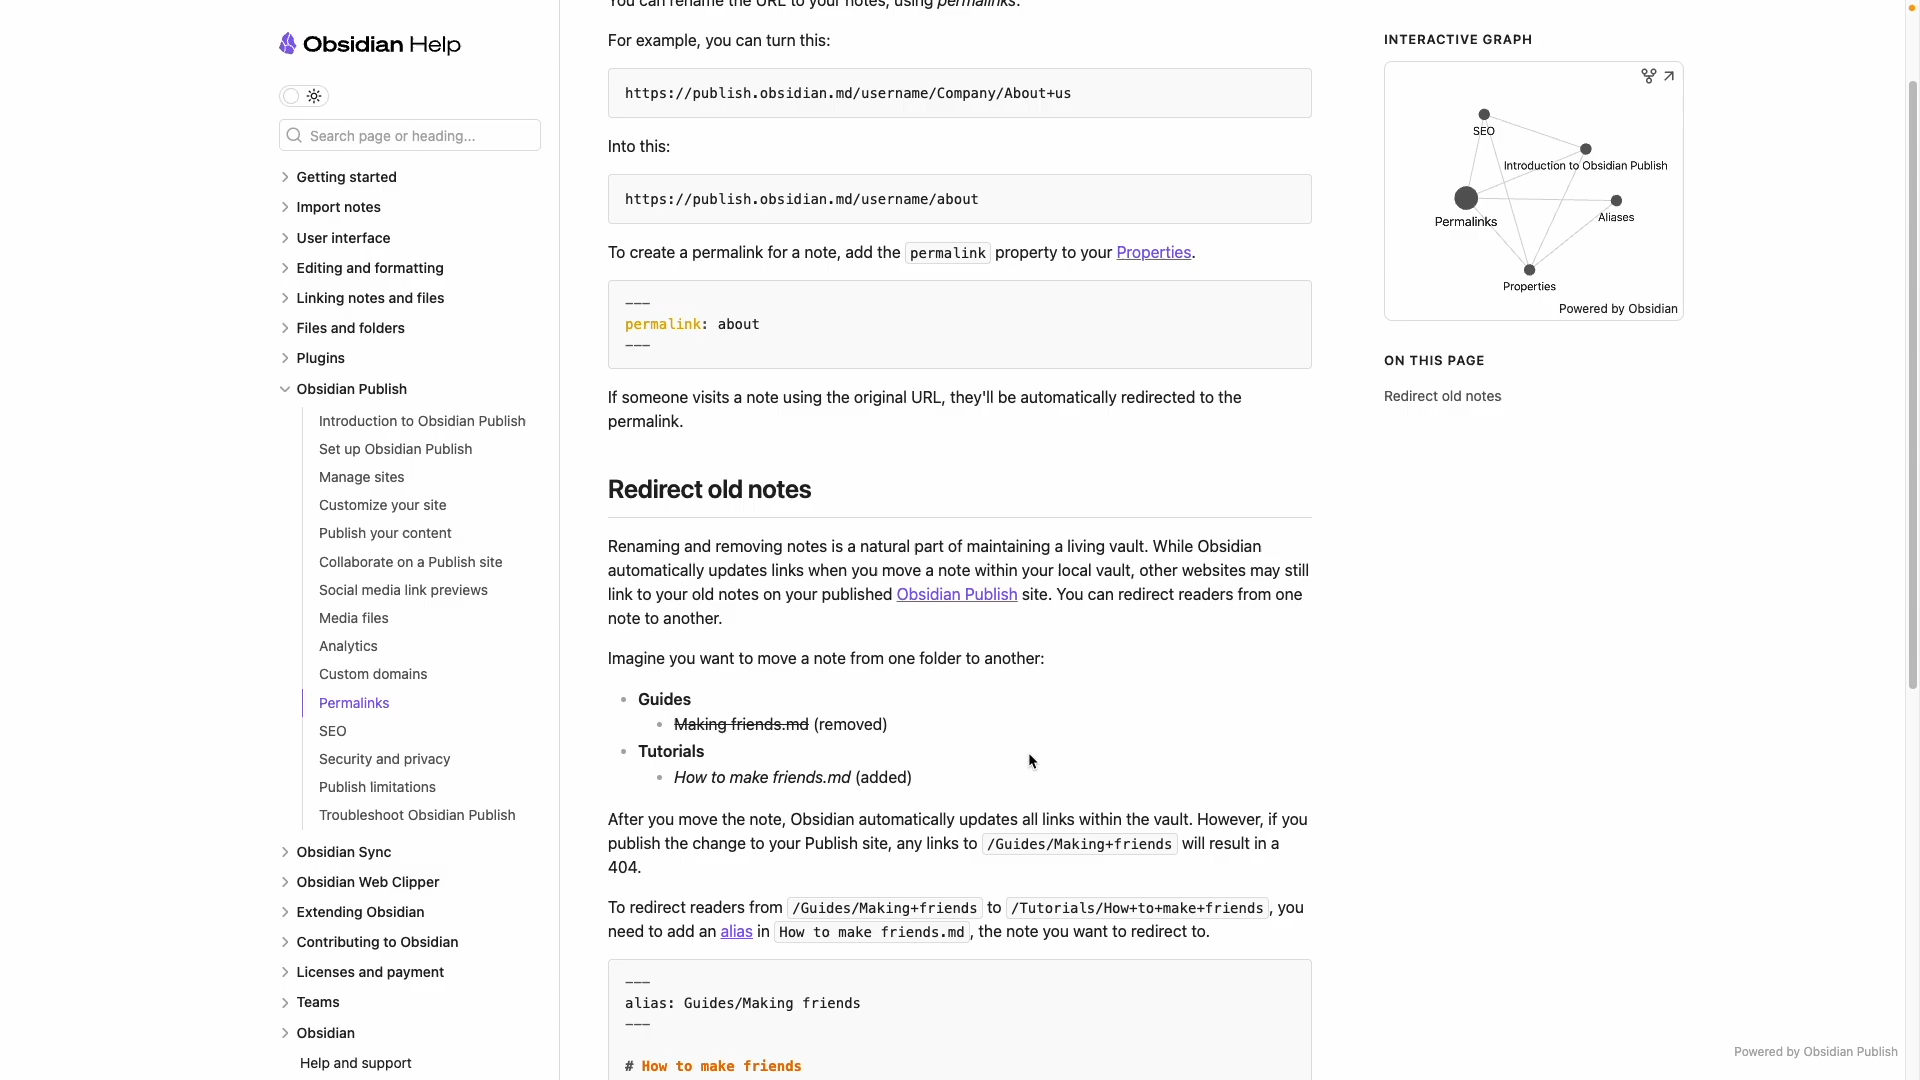 Obsidian Help
Search page or heading...
Getting started
Import notes
User interface
Editing and formatting
Linking notes and files
Files and folders
Plugins
Obsidian Publish
Introduction to Obsidian Publish
Set up Obsidian Publish
Manage sites
Customize your site
Publish your content
Collaborate on a Publish site
Social media link previews
Media files
Analytics
Custom domains
Permalinks
SEO
Security and privacy
Publish limitations
Troubleshoot Obsidian Publish
Obsidian Sync
Obsidian Web Clipper
Extending Obsidian
Contributing to Obsidian
Licenses and payment
Teams
Obsidian
Help and support
You can rename the URL to your notes, using permalinks.
For example, you can turn this:
https://publish.obsidian.md/username/Company/About+us
Into this:
https://publish.obsidian.md/username/about
To create a permalink for a note, add the permalink property to your Properties.
---
permalink: about
---
If someone visits a note using the original URL, they'll be automatically redirected to the
permalink.
Redirect old notes
Renaming and removing notes is a natural part of maintaining a living vault. While Obsidian
automatically updates links when you move a note within your local vault, other websites may still
link to your old notes on your published Obsidian Publish site. You can redirect readers from one
note to another.
Imagine you want to move a note from one folder to another:
Guides
Making friends.md (removed)
Tutorials
How to make friends.md (added)
After you move the note, Obsidian automatically updates all links within the vault. However, if you
publish the change to your Publish site, any links to /Guides/Making+friends will result in a
404.
To redirect readers from /Guides/Making+friends to /Tutorials/How+to+make+friends, you
need to add an alias in How to make friends.md, the note you want to redirect to.
---
alias: Guides/Making friends
---
# How to make friends
INTERACTIVE GRAPH
SEO
Introduction to Obsidian Publish
Permalinks
Aliases
Properties
Powered by Obsidian
ON THIS PAGE
Redirect old notes
Powered by Obsidian Publish